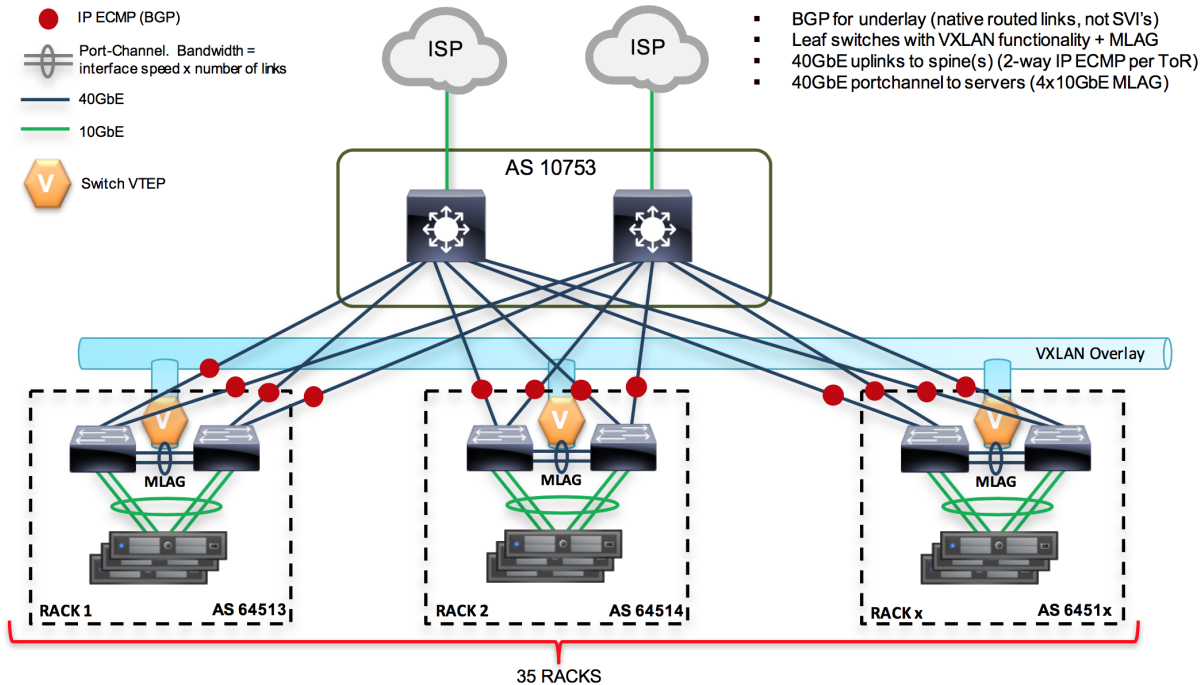 IP ECMP (BGP)
Port-Channel. Bandwidth =
interface speed x number of links
40GbE
10GbE
V
Switch VTEP
ISP
ISP
▪ BGP for underlay (native routed links, not SVI's)
▪ Leaf switches with VXLAN functionality + MLAG
▪ 40GbE uplinks to spine(s) (2-way IP ECMP per ToR)
▪ 40GbE portchannel to servers (4x10GbE MLAG)
AS 10753
VXLAN Overlay
V
V
V
MLAG
MLAG
MLAG
RACK 1
AS 64513
RACK 2
AS 64514
RACK x
AS 6451x
35 RACKS